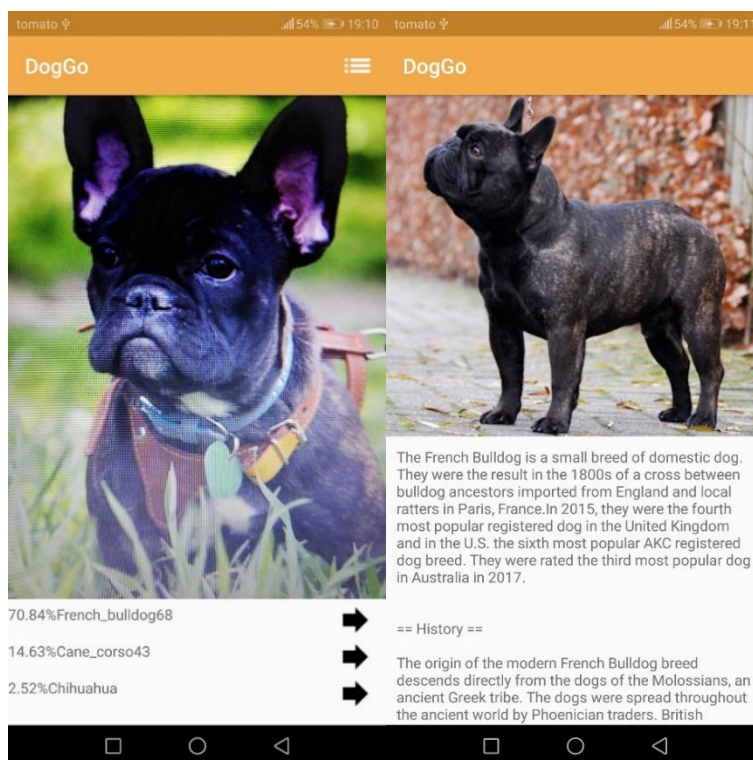 tomato 54% 19:10
DogGo
70.84%French_bulldog68
14.63%Cane_corso43
2.52%Chihuahua
tomato 54% 19:11
DogGo
The French Bulldog is a small breed of domestic dog.
They were the result in the 1800s of a cross between
bulldog ancestors imported from England and local
ratters in Paris, France.In 2015, they were the fourth
most popular registered dog in the United Kingdom
and in the U.S. the sixth most popular AKC registered
dog breed. They were rated the third most popular dog
in Australia in 2017.
== History ==
The origin of the modern French Bulldog breed
descends directly from the dogs of the Molossians, an
ancient Greek tribe. The dogs were spread throughout
the ancient world by Phoenician traders. British